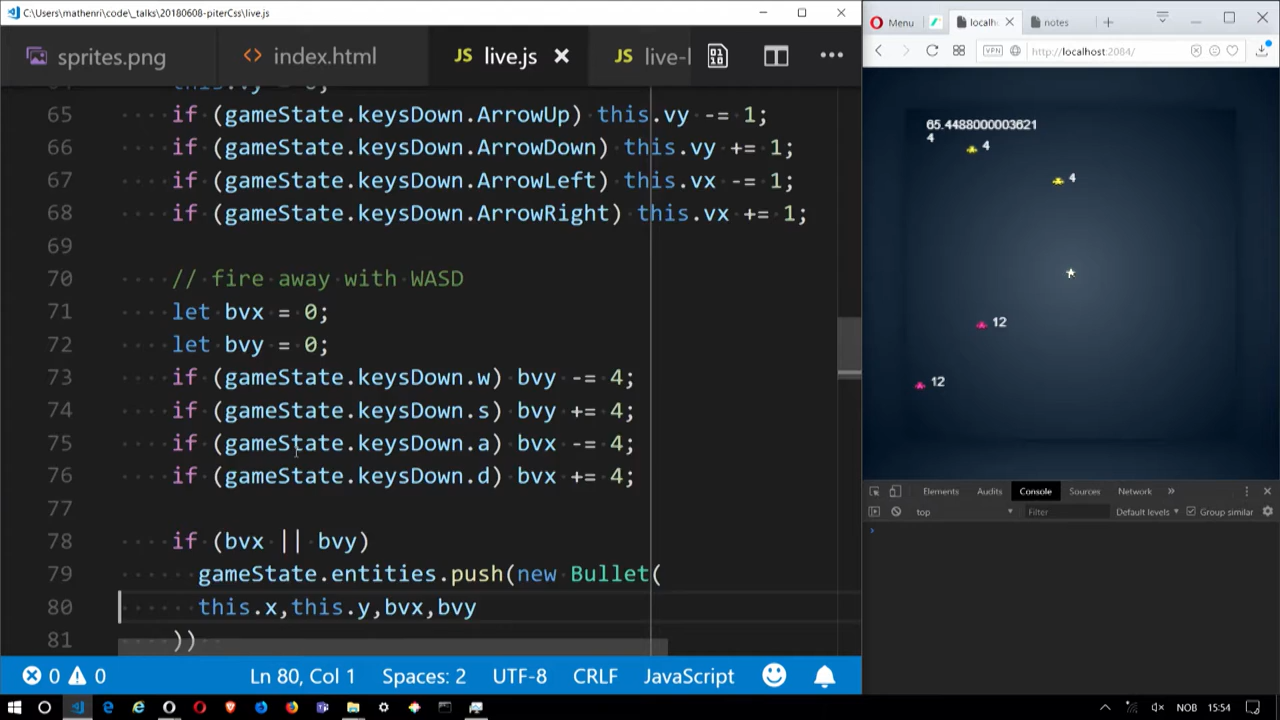 C:\Users\mathenri\code\_talks\20180608-piterCss\live.js
sprites.png
index.html
JS live.js
JS live-l
65 if (gameState.keysDown.ArrowUp) this.vy -= 1;
66 if (gameState.keysDown.ArrowDown) this.vy += 1;
67 if (gameState.keysDown.ArrowLeft) this.vx -= 1;
68 if (gameState.keysDown.ArrowRight) this.vx += 1;
69
70 // fire away with WASD
71 let bvx = 0;
72 let bvy = 0;
73 if (gameState.keysDown.w) bvy -= 4;
74 if (gameState.keysDown.s) bvy += 4;
75 if (gameState.keysDown.a) bvx -= 4;
76 if (gameState.keysDown.d) bvx += 4;
77
78 if (bvx || bvy)
79 gameState.entities.push(new Bullet(
80 this.x,this.y,bvx,bvy
81 ))
0 0
Ln 80, Col 1
Spaces: 2
UTF-8
CRLF
JavaScript
Menu
localh
notes
VPN
http://localhost:2084/
65.4488000003621
4
4
4
12
12
Elements
Audits
Console
Sources
Network
top
Filter
Default levels
Group similar
NOB
15:54